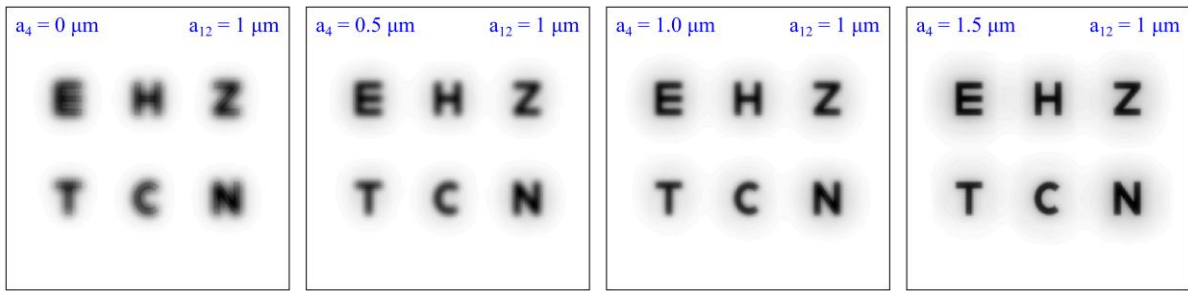 a₄ = 0 μm a₁₂ = 1 μm
E H Z
T C N
a₄ = 0.5 μm a₁₂ = 1 μm
E H Z
T C N
a₄ = 1.0 μm a₁₂ = 1 μm
E H Z
T C N
a₄ = 1.5 μm a₁₂ = 1 μm
E H Z
T C N